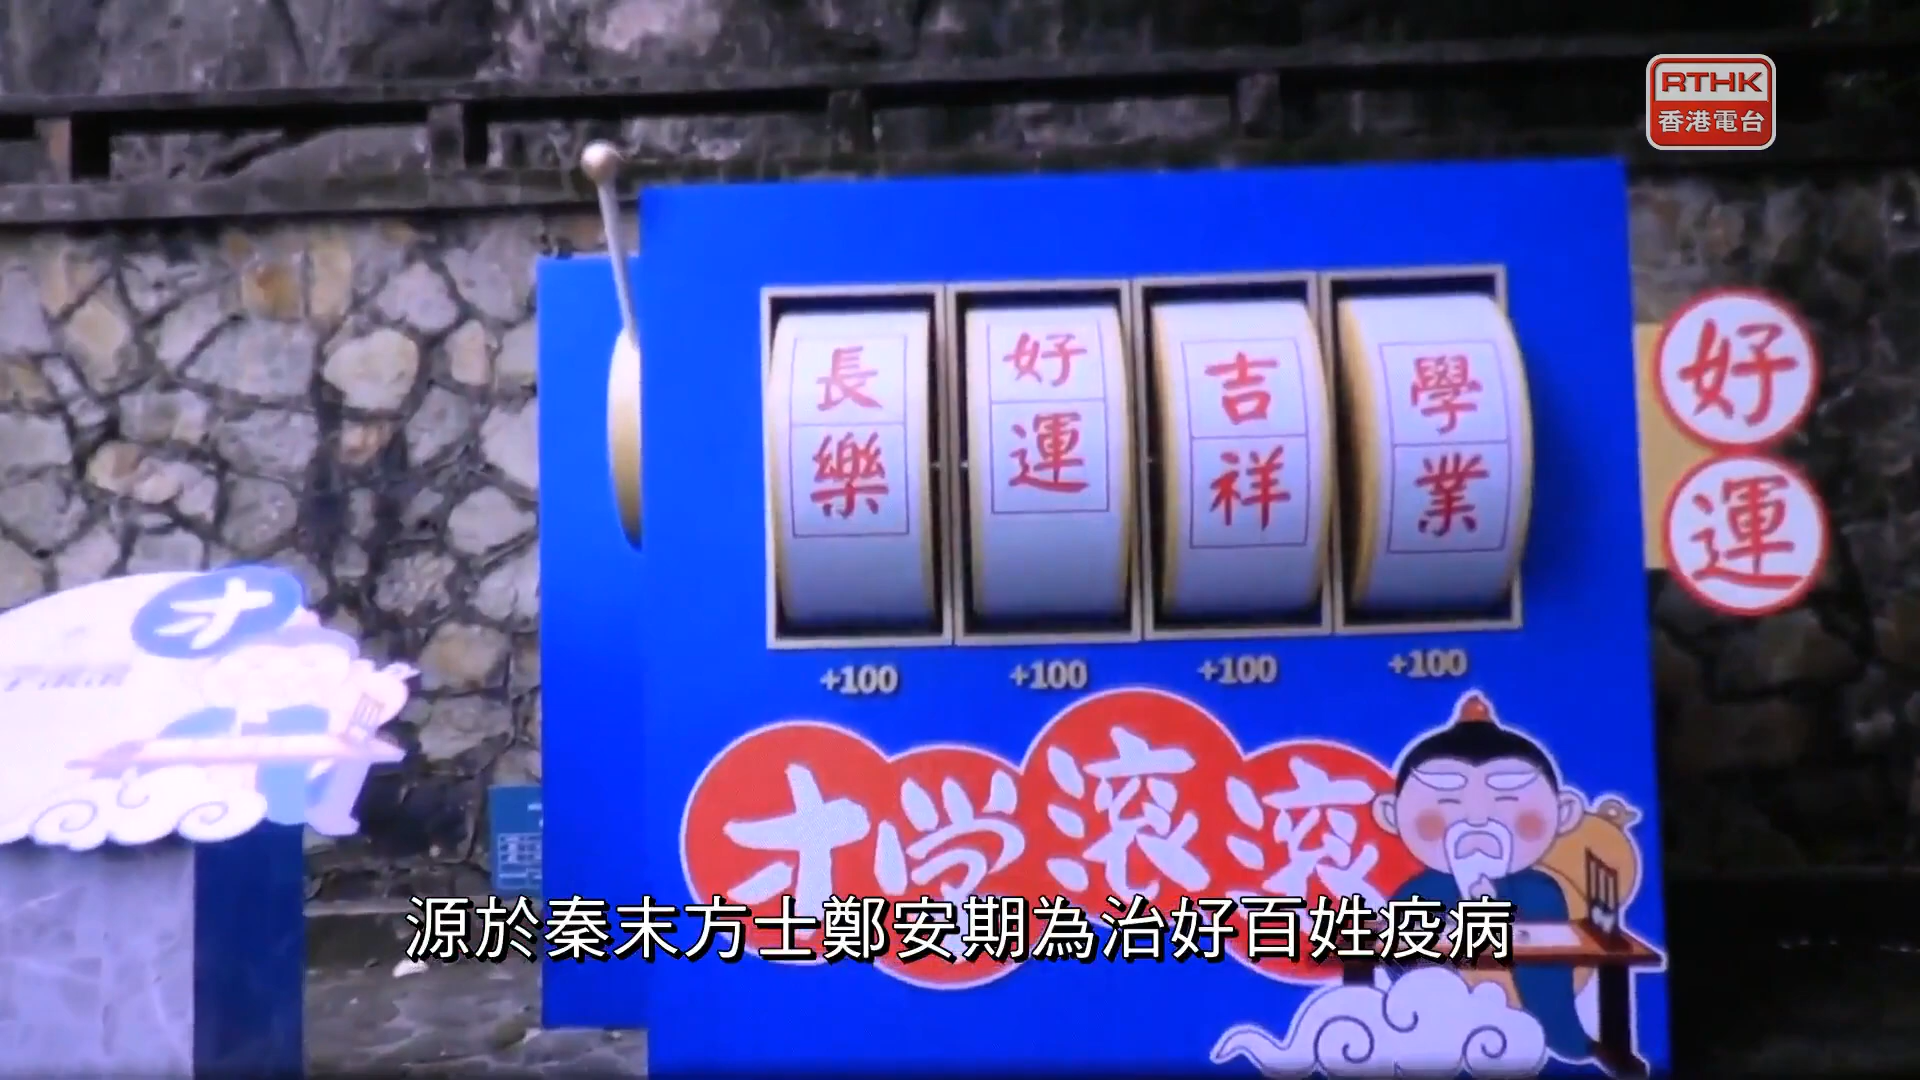 RTHK
香港電台
長樂
好運
吉祥
學業
好運
+100
+100
+100
+100
才
才学滚滚
源於秦末方士鄭安期為治好百姓疫病